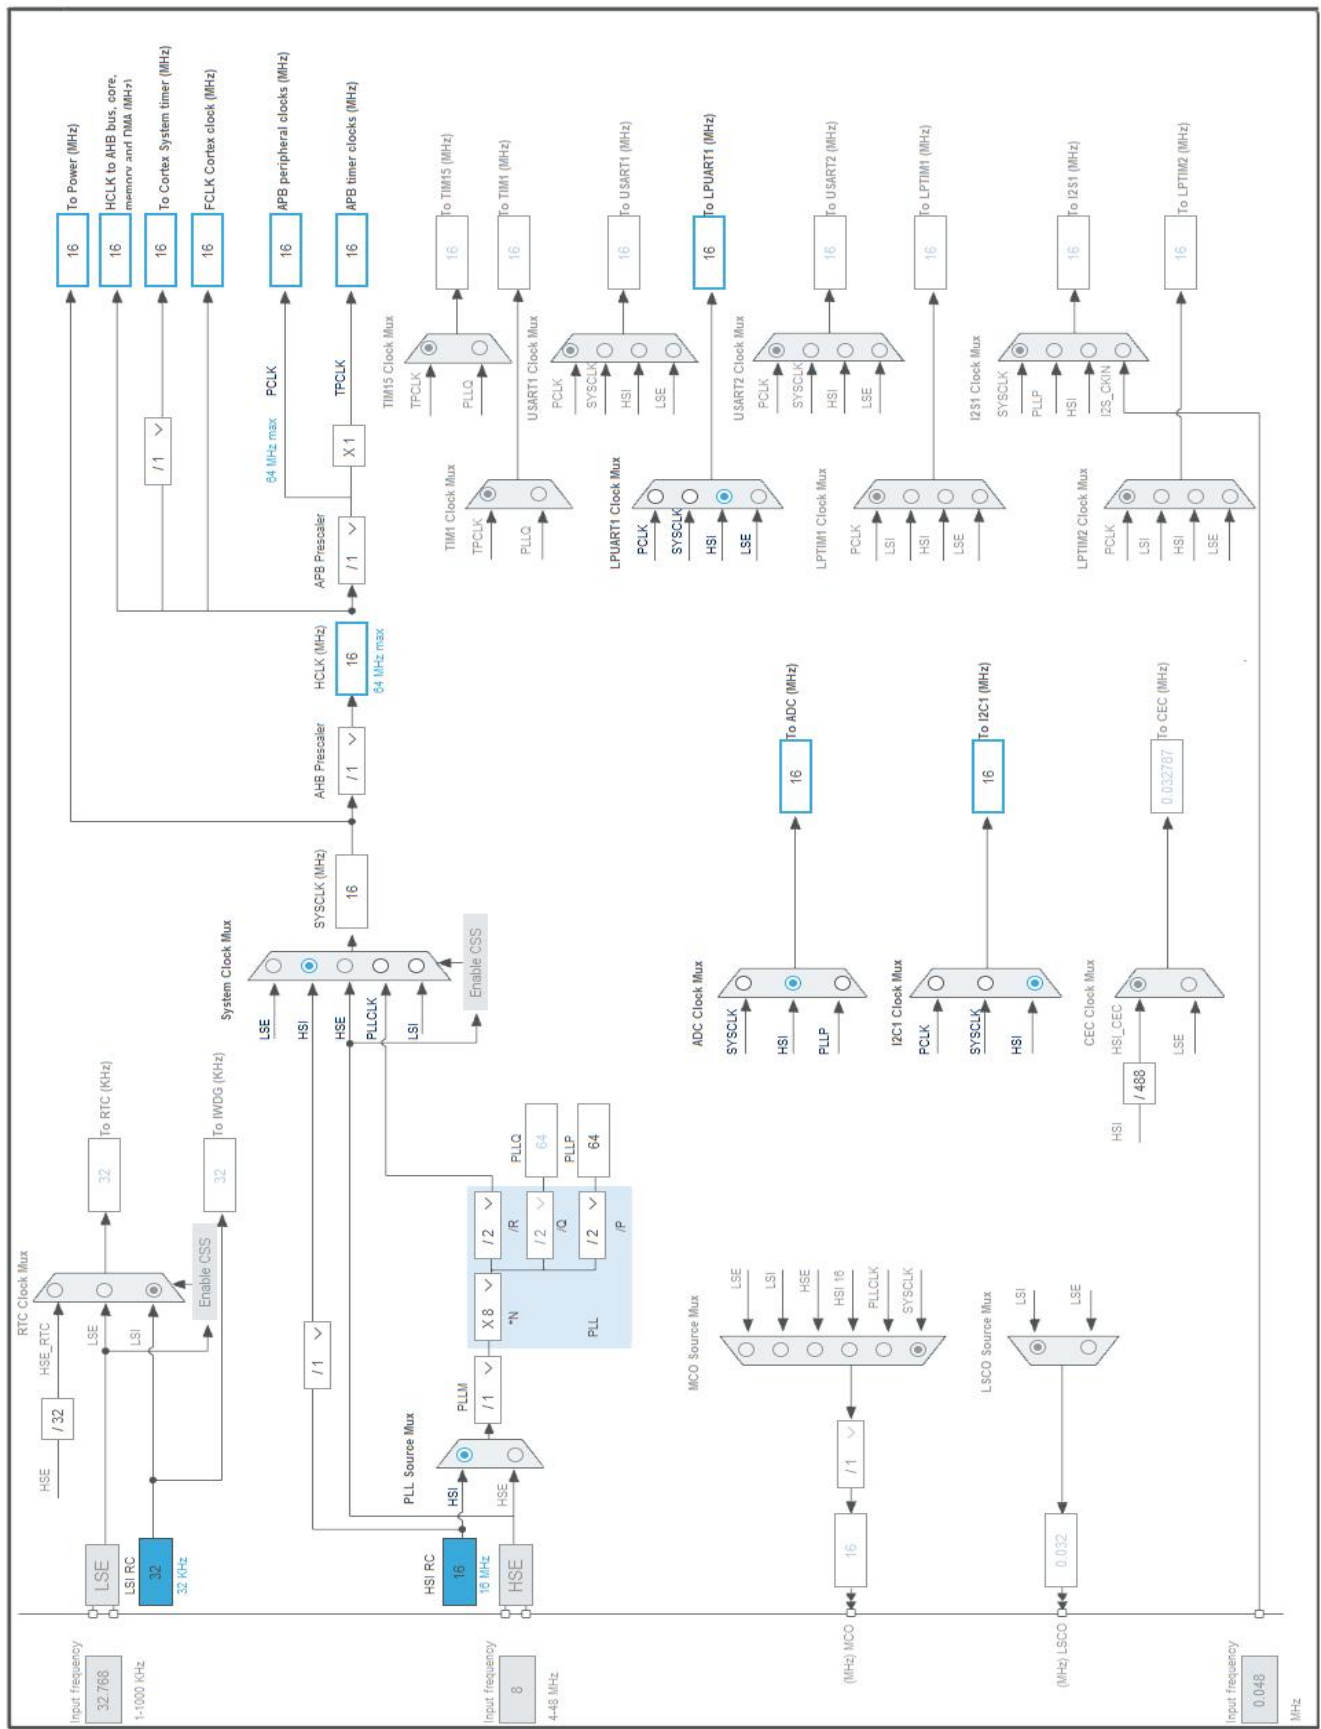 Input frequency
32.768
1-1000 KHz
LSE
LSI RC
32
32 KHz
HSE
/ 32
HSE_RTC
LSE
LSI
RTC Clock Mux
Enable CSS
32
To RTC (KHz)
32
To IWDG (KHz)
Input frequency
8
4-48 MHz
HSI RC
16
16 MHz
HSE
PLL Source Mux
HSI
HSE
PLLM
/ 1
X 8
*N
/ 2
/R
/ 2
/Q
/ 2
/P
PLL
PLLQ
64
PLLP
64
/ 1
System Clock Mux
LSE
HSI
HSE
PLLCLK
LSI
Enable CSS
SYSCLK (MHz)
16
AHB Prescaler
/ 1
HCLK (MHz)
16
64 MHz max
APB Prescaler
/ 1
X 1
/ 1
64 MHz max
PCLK
TPCLK
16
To Power (MHz)
16
HCLK to AHB bus, core,
memory and DMA (MHz)
16
To Cortex System timer (MHz)
16
FCLK Cortex clock (MHz)
16
APB peripheral clocks (MHz)
16
APB timer clocks (MHz)
TIM15 Clock Mux
TPCLK
PLLQ
16
To TIM15 (MHz)
TIM1 Clock Mux
TPCLK
PLLQ
16
To TIM1 (MHz)
USART1 Clock Mux
PCLK
SYSCLK
HSI
LSE
16
To USART1 (MHz)
LPUART1 Clock Mux
PCLK
SYSCLK
HSI
LSE
16
To LPUART1 (MHz)
USART2 Clock Mux
PCLK
SYSCLK
HSI
LSE
16
To USART2 (MHz)
LPTIM1 Clock Mux
PCLK
LSI
HSI
LSE
16
To LPTIM1 (MHz)
I2S1 Clock Mux
SYSCLK
PLLP
HSI
I2S_CKIN
16
To I2S1 (MHz)
LPTIM2 Clock Mux
PCLK
LSI
HSI
LSE
16
To LPTIM2 (MHz)
ADC Clock Mux
SYSCLK
HSI
PLLP
16
To ADC (MHz)
I2C1 Clock Mux
PCLK
SYSCLK
HSI
16
To I2C1 (MHz)
CEC Clock Mux
HSI
/ 488
HSI_CEC
LSE
0.032787
To CEC (MHz)
MCO Source Mux
LSE
LSI
HSE
HSI 16
PLLCLK
SYSCLK
/ 1
16
(MHz) MCO
LSCO Source Mux
LSI
LSE
0.032
(MHz) LSCO
Input frequency
0.048
MHz